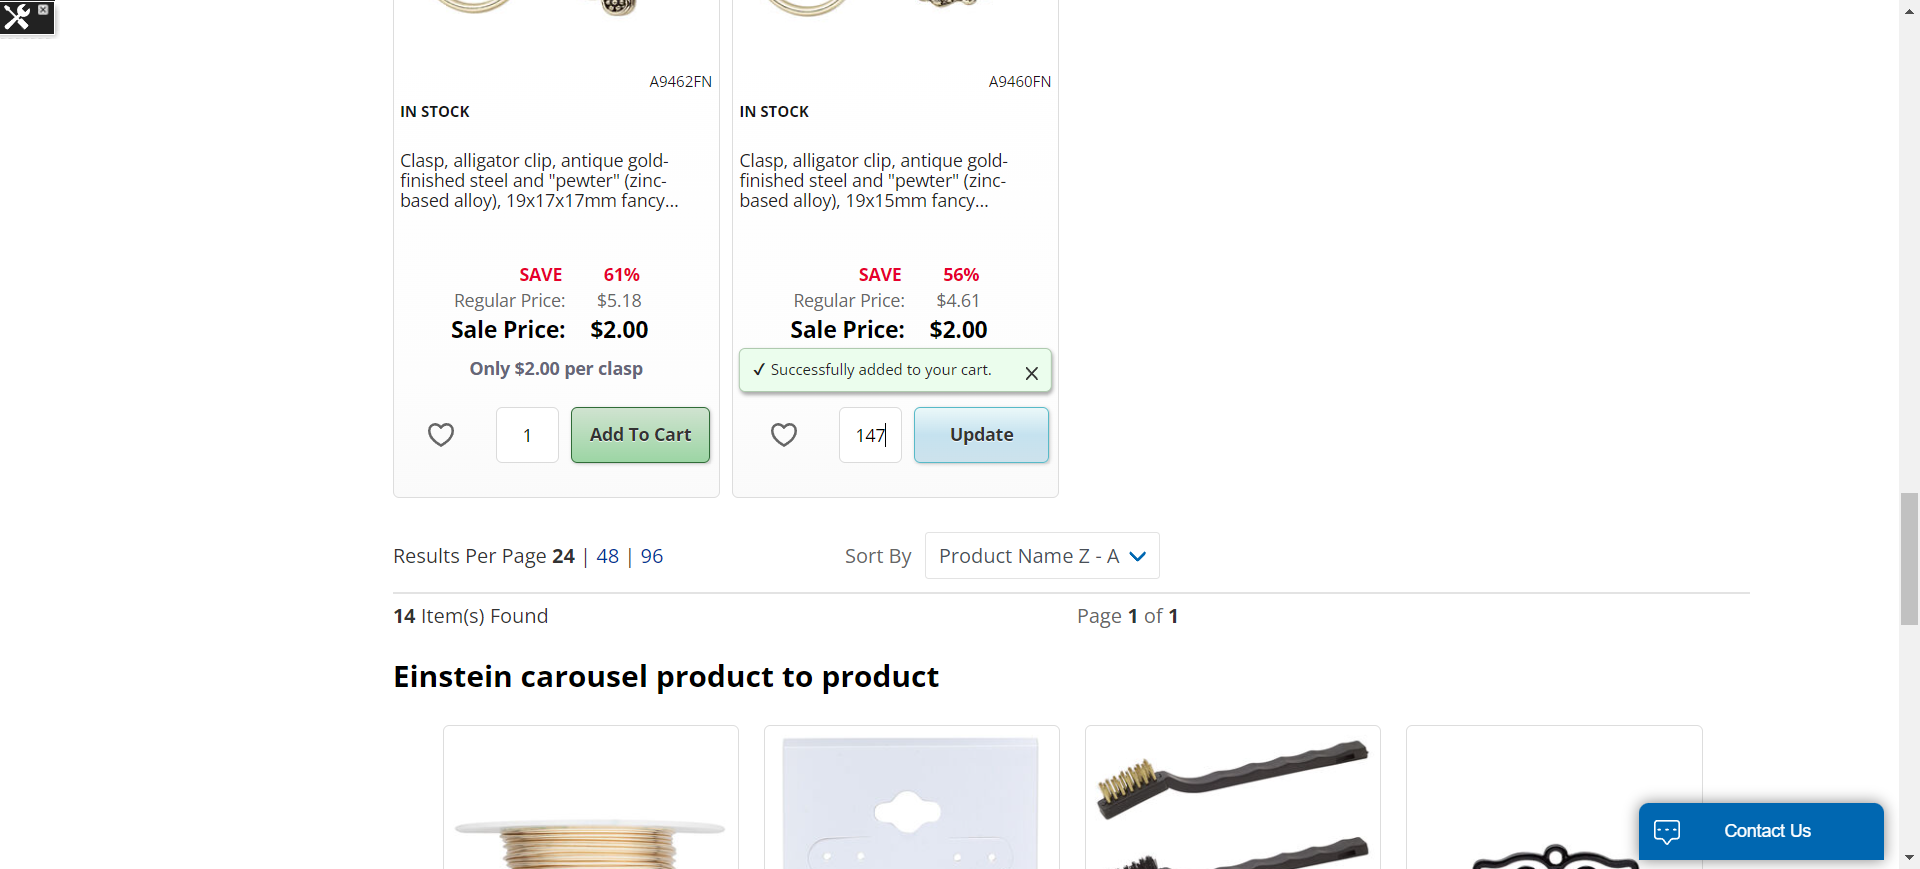 A9462FN
IN STOCK
Clasp, alligator clip, antique gold-
finished steel and "pewter" (zinc-
based alloy), 19x17x17mm fancy...
SAVE 61%
Regular Price: $5.18
Sale Price: $2.00
Only $2.00 per clasp
1
Add To Cart
A9460FN
IN STOCK
Clasp, alligator clip, antique gold-
finished steel and "pewter" (zinc-
based alloy), 19x15mm fancy...
SAVE 56%
Regular Price: $4.61
Sale Price: $2.00
✓ Successfully added to your cart.
147
Update
Results Per Page 24 | 48 | 96
Sort By Product Name Z - A
14 Item(s) Found
Page 1 of 1
Einstein carousel product to product
Contact Us